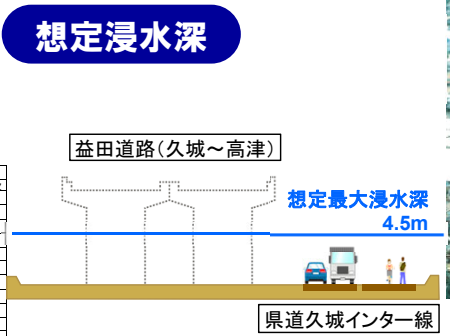 想定浸水深
益田道路(久城~高津)
想定最大浸水深
4.5m
県道久城インター線